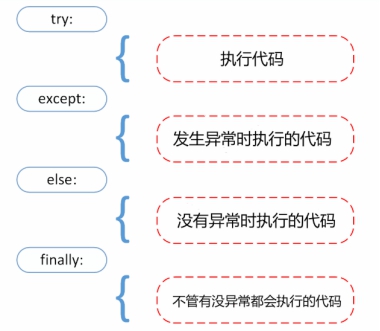 try:
执行代码
except:
发生异常时执行的代码
else:
没有异常时执行的代码
finally:
不管有没异常都会执行的代码